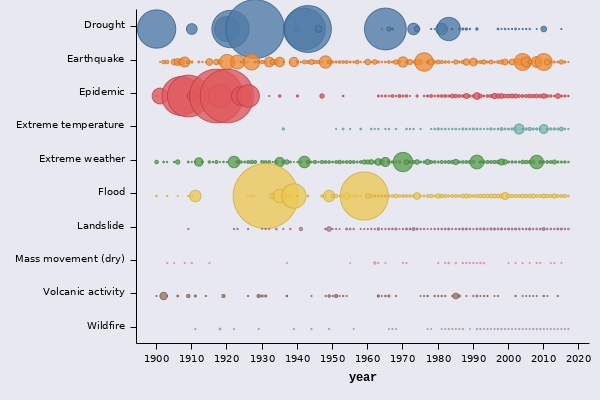 Drought
Earthquake
Epidemic
Extreme temperature
Extreme weather
Flood
Landslide
Mass movement (dry)
Volcanic activity
Wildfire
1900 1910 1920 1930 1940 1950 1960 1970 1980 1990 2000 2010 2020
year